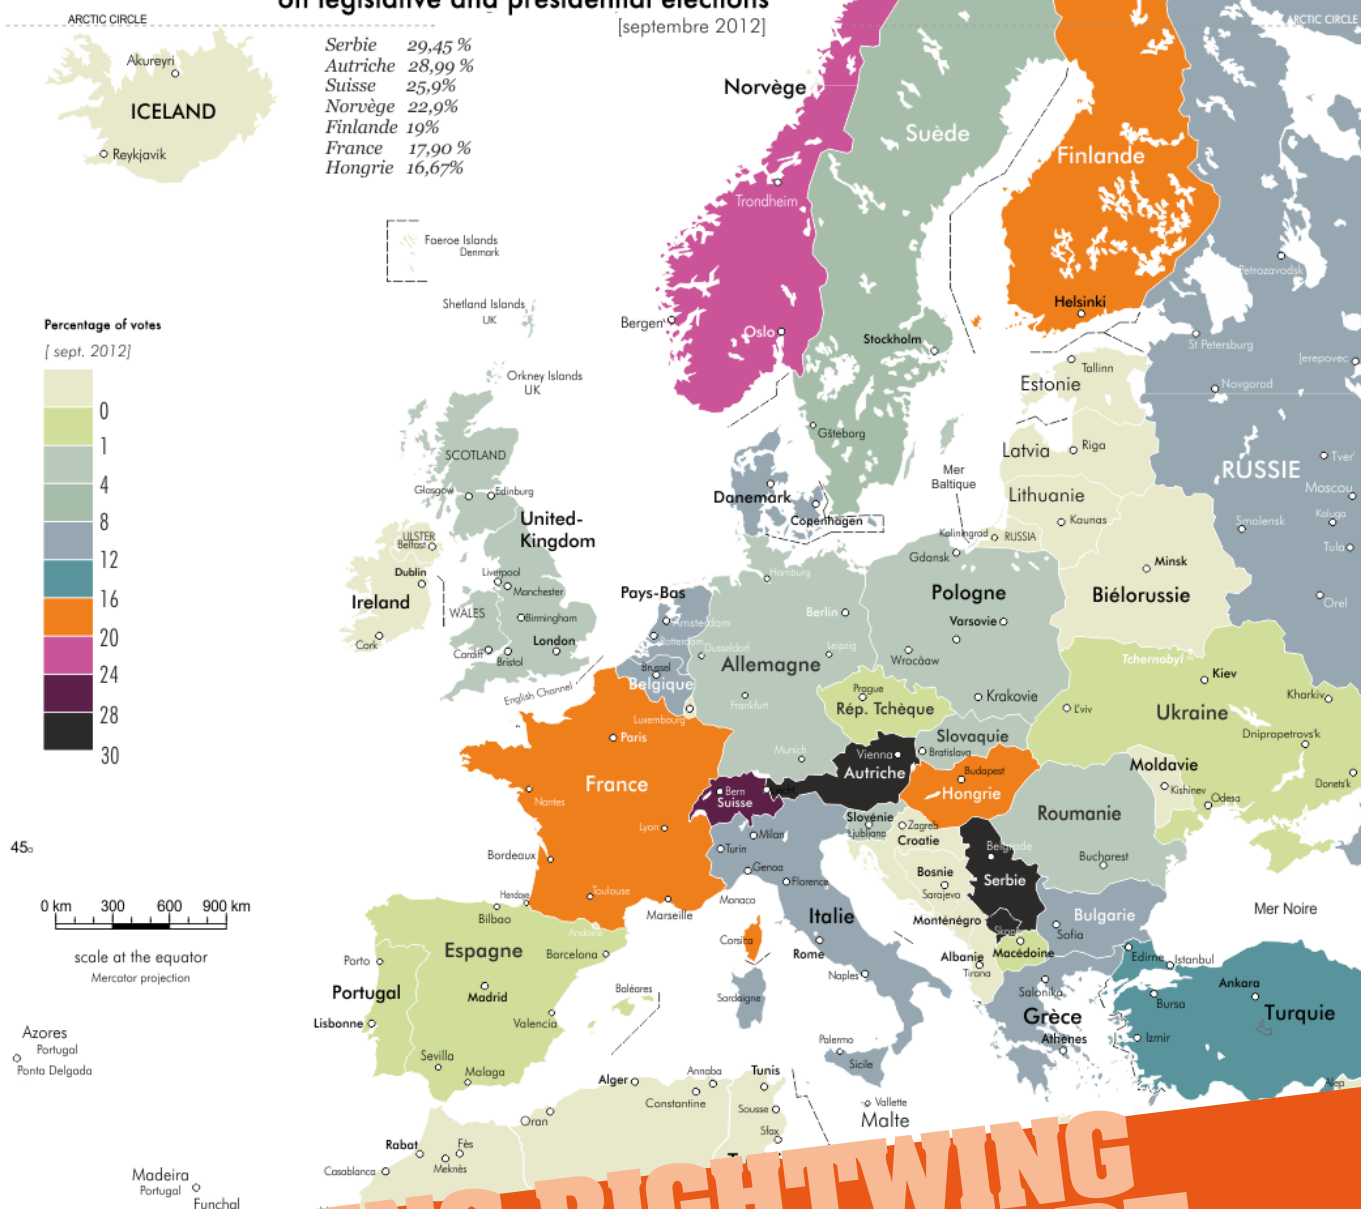 on legislative and presidential elections
[septembre 2012]
ARCTIC CIRCLE
ARCTIC CIRCLE
Serbie 29,45 %
Autriche 28,99 %
Suisse 25,9%
Norvège 22,9%
Finlande 19%
France 17,90 %
Hongrie 16,67%
Akureyri
ICELAND
Reykjavik
Norvège
Suède
Finlande
Trondheim
Faeroe Islands
Denmark
Petrozavodsk
Shetland Islands
UK
Bergen
Oslo
Helsinki
Stockholm
St Petersburg
Percentage of votes
[ sept. 2012]
0
1
4
8
12
16
20
24
28
30
Orkney Islands
UK
Tallinn
Estonie
Jerepovec
Novgorod
Gšteborg
Latvia
Riga
SCOTLAND
Glasgow
Edinburg
Mer
Baltique
RUSSIE
Tver'
Moscou
Danemark
Copenhagen
Lithuanie
Kaunas
Smolensk
Kaluga
Tula
United-
Kingdom
ULSTER
Belfast
Kaliningrad
RUSSIA
Gdansk
Minsk
Dublin
Liverpool
Manchester
Hamburg
Ireland
WALES
Birmingham
Pays-Bas
Amsterdam
Rotterdam
Berlin
Pologne
Varsovie
Biélorussie
Orel
Cork
Cardiff
Bristol
London
Dusseldorf
Leipzig
Wrocàaw
Tchernobyl
Kiev
English Channel
Brussel
Belgique
Allemagne
Frankfurt
Prague
Rép. Tchèque
Krakovie
L'viv
Ukraine
Kharkiv
Luxembourg
Paris
Dnipropetrovs'k
Slovaquie
Bratislava
Munich
Vienna
Autriche
Budapest
Hongrie
Moldavie
Kishinev
Odesa
Donets'k
France
Nantes
Bern
Suisse
Roumanie
Lyon
Milan
Turin
Slovénie
Ljubljana
Zagreb
Croatie
Belgrade
Bucharest
45o
Bordeaux
Genoa
Florence
Bosnie
Sarajevo
Serbie
0 km 300 600 900 km
Hendaye
Bilbao
Toulouse
Marseille
Monaco
Italie
Monténégro
Bulgarie
Sofia
Mer Noire
Andorre
Corsica
scale at the equator
Mercator projection
Espagne
Barcelona
Porto
Rome
Albanie
Tirana
Macédoine
Edirne
Istanbul
Portugal
Madrid
Baléares
Sardaigne
Naples
Salonika
Ankara
Bursa
Lisbonne
Valencia
Grèce
Athènes
Turquie
Izmir
Azores
Portugal
Ponta Delgada
Sevilla
Malaga
Palermo
Sicile
Alger
Annaba
Constantine
Tunis
Alep
Vallette
Malte
Oran
Sousse
Sfax
Rabat
Fès
Meknès
Casablanca
Madeira
Portugal
Funchal
RIGHTWING